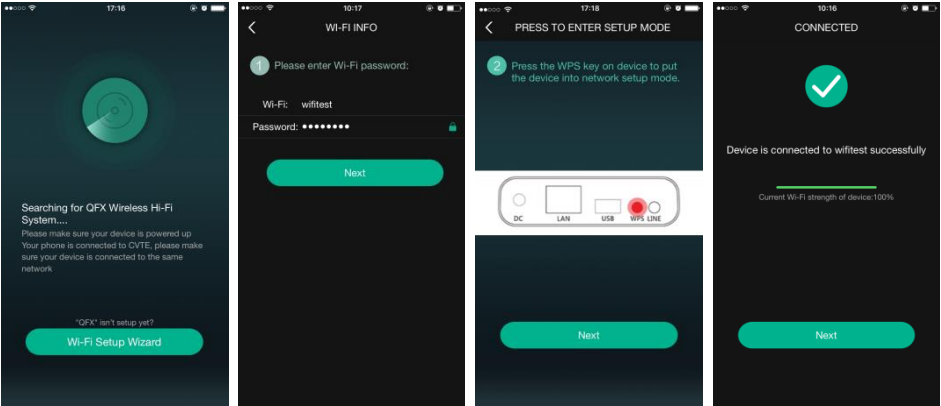 17:16
Searching for QFX Wireless Hi-Fi
System....
Please make sure your device is powered up
Your phone is connected to CVTE, please make
sure your device is connected to the same
network
"QFX" isn't setup yet?
Wi-Fi Setup Wizard
10:17
WI-FI INFO
1 Please enter Wi-Fi password:
Wi-Fi: wifitest
Password: ••••••••
Next
17:18
PRESS TO ENTER SETUP MODE
2 Press the WPS key on device to put
the device into network setup mode.
DC LAN USB WPS LINE
Next
10:16
CONNECTED
Device is connected to wifitest successfully
Current Wi-Fi strength of device:100%
Next